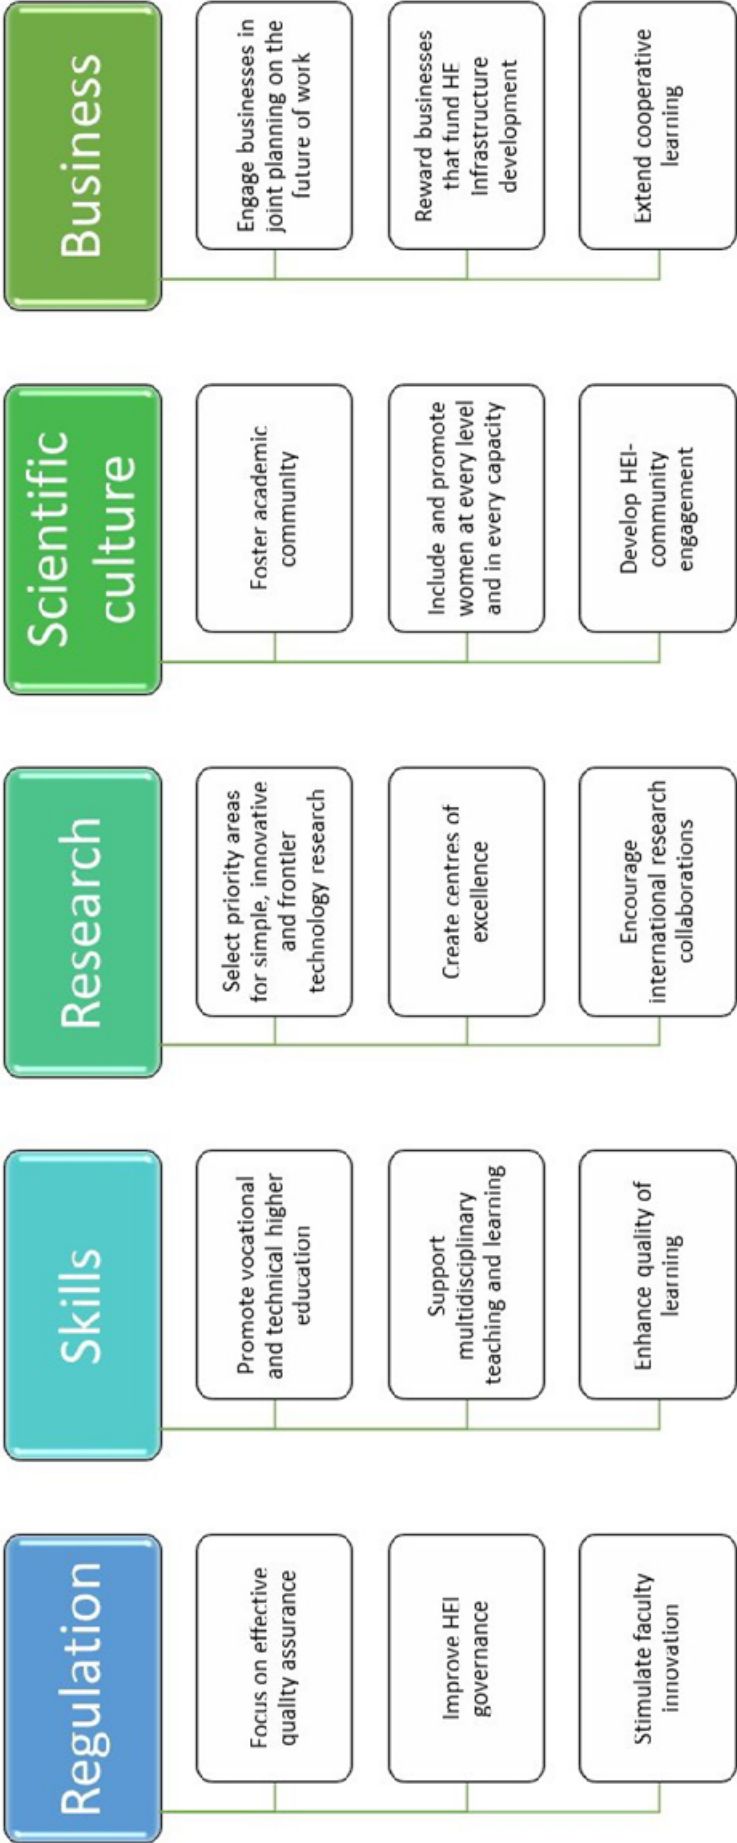 Regulation
Focus on effective
quality assurance
Improve HEI
governance
Stimulate faculty
innovation
Skills
Promote vocational
and technical higher
education
Support
multidisciplinary
teaching and learning
Enhance quality of
learning
Research
Select priority areas
for simple, innovative
and frontier
technology research
Create centres of
excellence
Encourage
international research
collaborations
Scientific
culture
Foster academic
community
Include and promote
women at every level
and in every capacity
Develop HEI-
community
engagement
Business
Engage businesses in
joint planning on the
future of work
Reward businesses
that fund HE
Infrastructure
development
Extend cooperative
learning